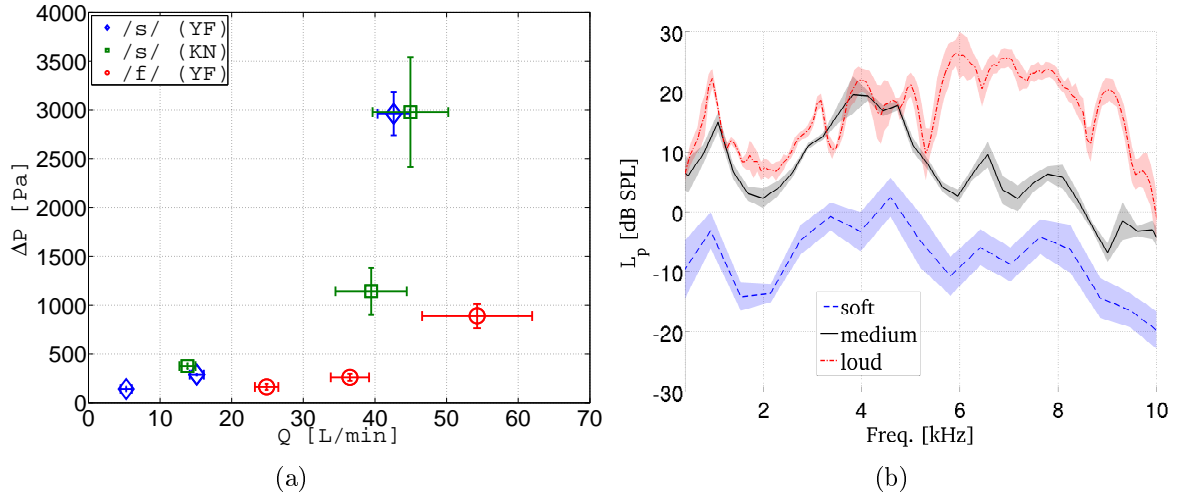 /s/ (YF)
/s/ (KN)
/f/ (YF)
4000
3500
3000
2500
2000
1500
1000
500
0
ΔP [Pa]
0 10 20 30 40 50 60 70
Q [L/min]
(a)
30
20
10
0
-10
-20
-30
L_p [dB SPL]
soft
medium
loud
2 4 6 8 10
Freq. [kHz]
(b)